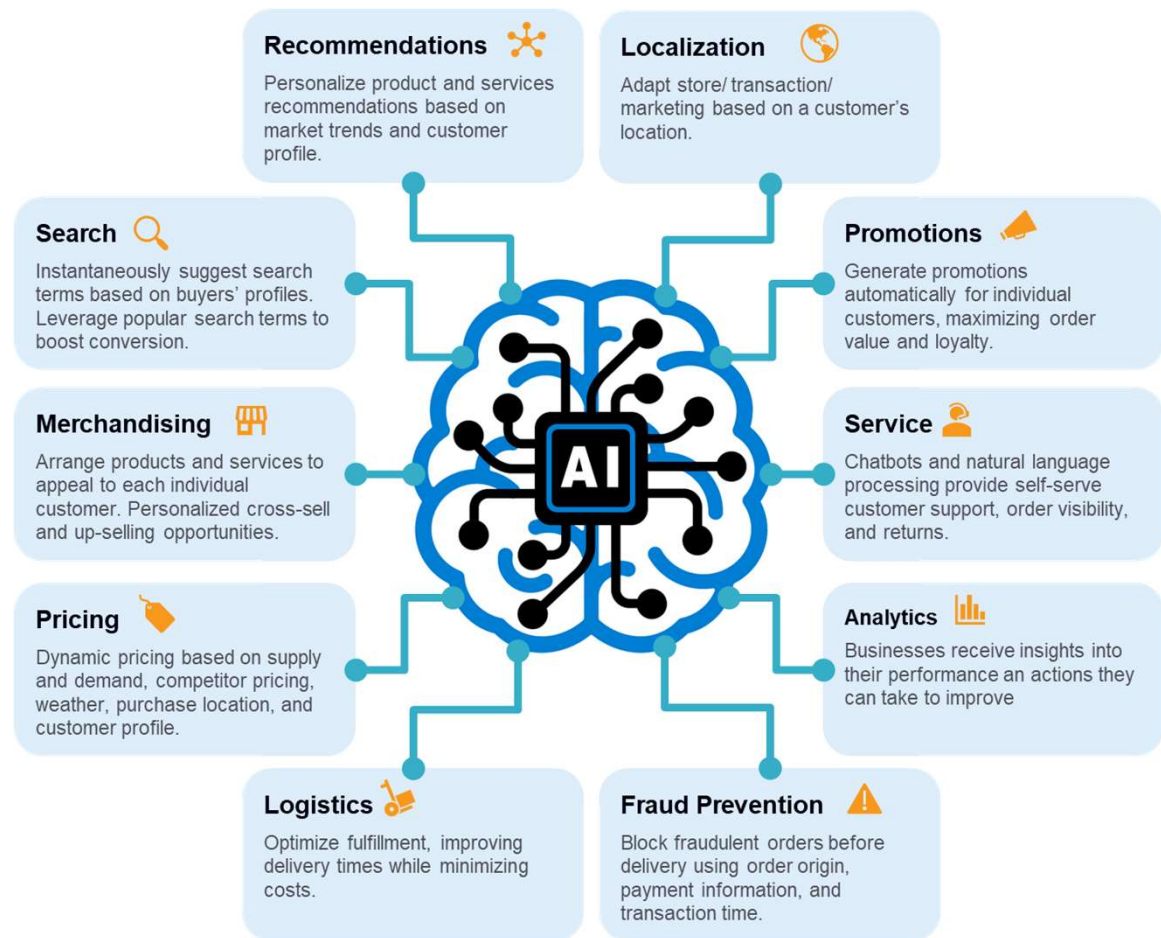 Recommendations
Personalize product and services
recommendations based on
market trends and customer
profile.
Localization
Adapt store/ transaction/
marketing based on a customer's
location.
Search
Instantaneously suggest search
terms based on buyers' profiles.
Leverage popular search terms to
boost conversion.
Promotions
Generate promotions
automatically for individual
customers, maximizing order
value and loyalty.
Merchandising
Arrange products and services to
appeal to each individual
customer. Personalized cross-sell
and up-selling opportunities.
AI
Service
Chatbots and natural language
processing provide self-serve
customer support, order visibility,
and returns.
Pricing
Dynamic pricing based on supply
and demand, competitor pricing,
weather, purchase location, and
customer profile.
Analytics
Businesses receive insights into
their performance an actions they
can take to improve
Logistics
Optimize fulfillment, improving
delivery times while minimizing
costs.
Fraud Prevention
Block fraudulent orders before
delivery using order origin,
payment information, and
transaction time.